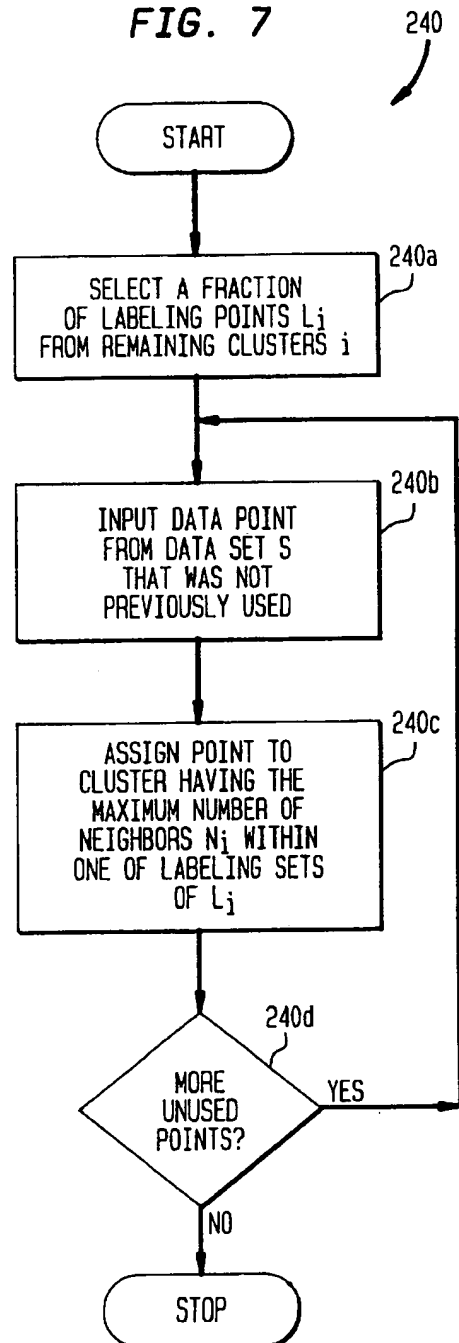 FIG. 7
240
START
240a
SELECT A FRACTION
OF LABELING POINTS Li
FROM REMAINING CLUSTERS i
240b
INPUT DATA POINT
FROM DATA SET S
THAT WAS NOT
PREVIOUSLY USED
240c
ASSIGN POINT TO
CLUSTER HAVING THE
MAXIMUM NUMBER OF
NEIGHBORS Ni WITHIN
ONE OF LABELING SETS
OF Li
240d
MORE
UNUSED
POINTS?
YES
NO
STOP